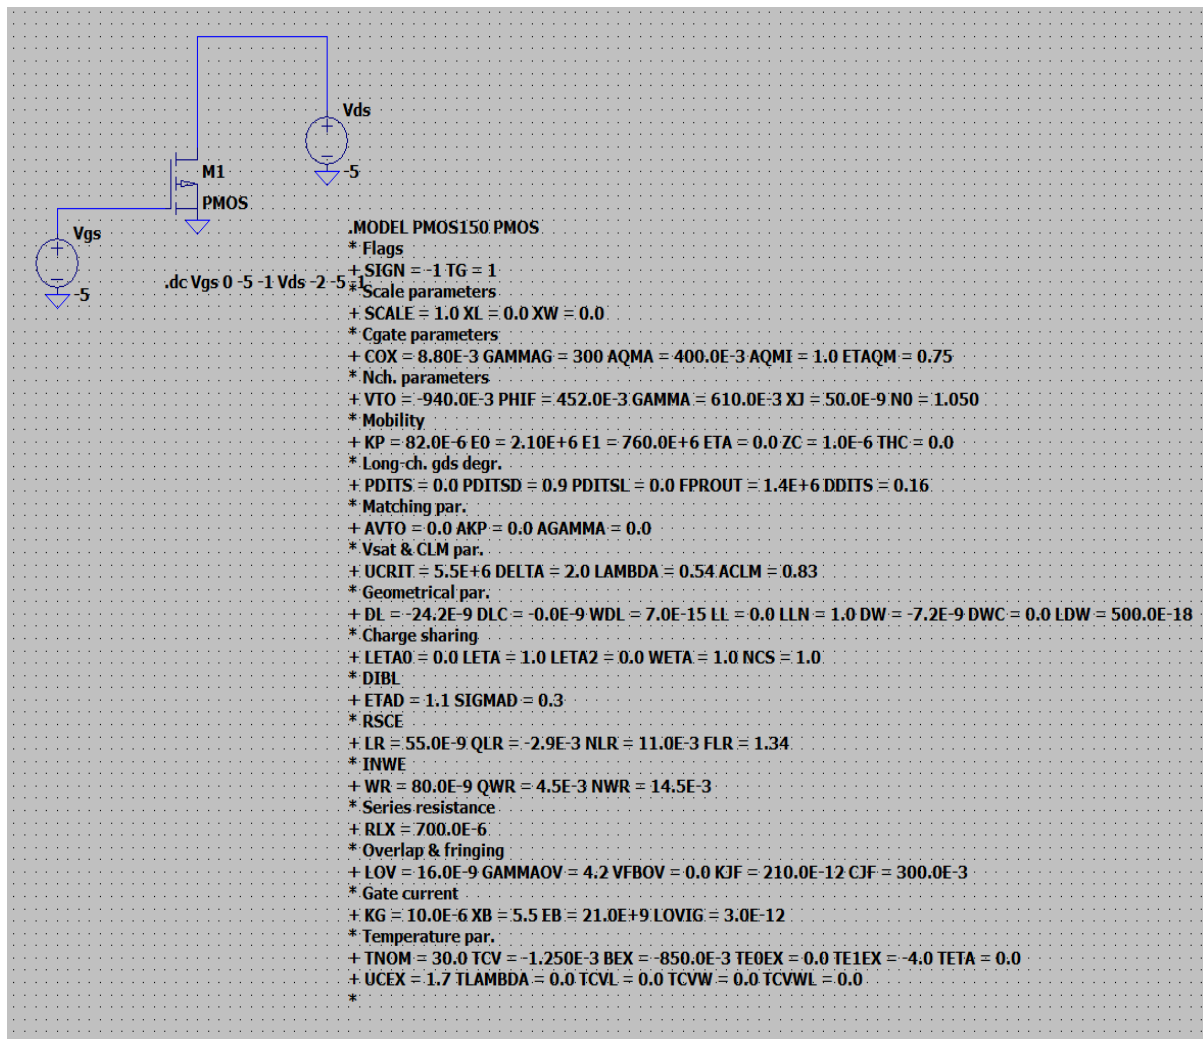 Vds
-5
M1
PMOS
Vgs
-5
.dc Vgs 0 -5 -1 Vds -2 -5 -1
.MODEL PMOS150 PMOS
* Flags
+ SIGN = -1 TG = 1
* Scale parameters
+ SCALE = 1.0 XL = 0.0 XW = 0.0
* Cgate parameters
+ COX = 8.80E-3 GAMMAG = 300 AQMA = 400.0E-3 AQMI = 1.0 ETAQM = 0.75
* Nch. parameters
+ VTO = -940.0E-3 PHIF = 452.0E-3 GAMMA = 610.0E-3 XJ = 50.0E-9 N0 = 1.050
* Mobility
+ KP = 82.0E-6 E0 = 2.10E+6 E1 = 760.0E+6 ETA = 0.0 ZC = 1.0E-6 THC = 0.0
* Long-ch. gds degr.
+ PDITS = 0.0 PDITSD = 0.9 PDITSL = 0.0 FPROUT = 1.4E+6 DDITS = 0.16
* Matching par.
+ AVTO = 0.0 AKP = 0.0 AGAMMA = 0.0
* Vsat & CLM par.
+ UCRIT = 5.5E+6 DELTA = 2.0 LAMBDA = 0.54 ACLM = 0.83
* Geometrical par.
+ DL = -24.2E-9 DLC = -0.0E-9 WDL = 7.0E-15 LL = 0.0 LLN = 1.0 DW = -7.2E-9 DWC = 0.0 LDW = 500.0E-18
* Charge sharing
+ LETA0 = 0.0 LETA = 1.0 LETA2 = 0.0 WETA = 1.0 NCS = 1.0
* DIBL
+ ETAD = 1.1 SIGMAD = 0.3
* RSCE
+ LR = 55.0E-9 QLR = -2.9E-3 NLR = 11.0E-3 FLR = 1.34
* INWE
+ WR = 80.0E-9 QWR = 4.5E-3 NWR = 14.5E-3
* Series resistance
+ RLX = 700.0E-6
* Overlap & fringing
+ LOV = 16.0E-9 GAMMAOV = 4.2 VFBOV = 0.0 KJF = 210.0E-12 CJF = 300.0E-3
* Gate current
+ KG = 10.0E-6 XB = 5.5 EB = 21.0E+9 LOVIG = 3.0E-12
* Temperature par.
+ TNOM = 30.0 TCV = -1.250E-3 BEX = -850.0E-3 TE0EX = 0.0 TE1EX = -4.0 TETA = 0.0
+ UCEX = 1.7 TLAMBDA = 0.0 TCVL = 0.0 TCVW = 0.0 TCVWL = 0.0
*